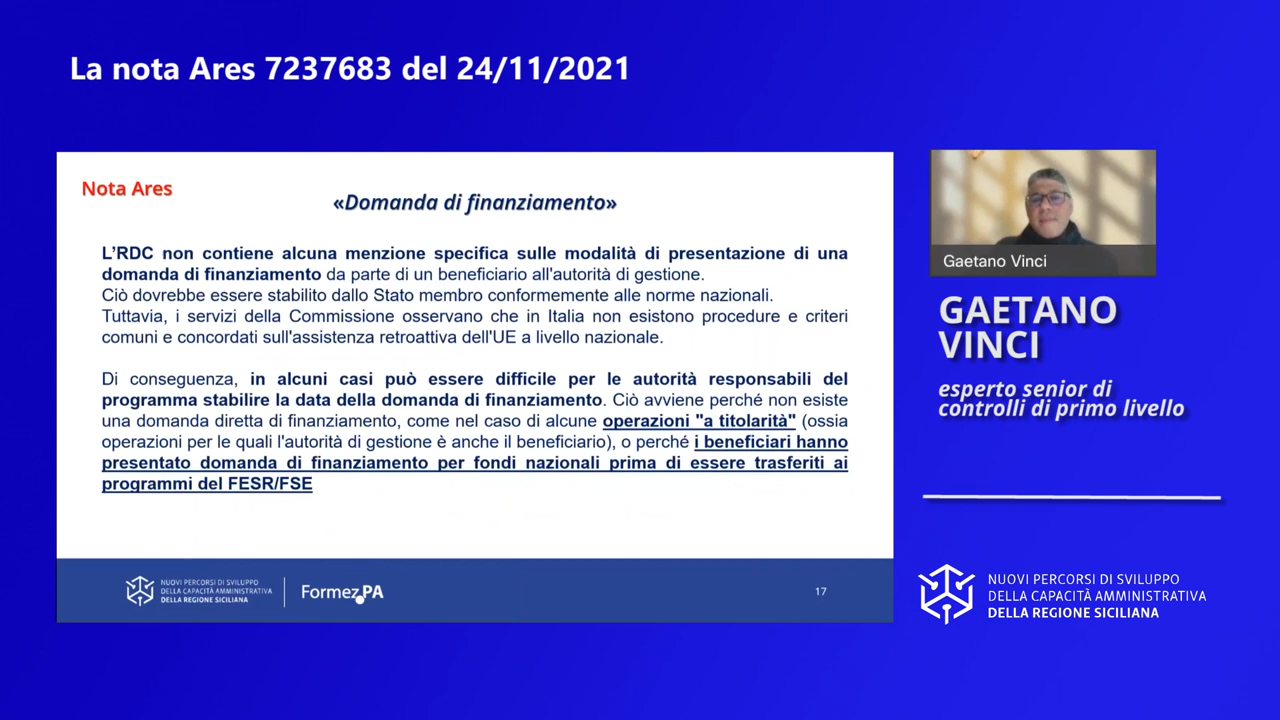 La nota Ares 7237683 del 24/11/2021
Nota Ares
«Domanda di finanziamento»
L'RDC non contiene alcuna menzione specifica sulle modalità di presentazione di una
domanda di finanziamento da parte di un beneficiario all'autorità di gestione.
Ciò dovrebbe essere stabilito dallo Stato membro conformemente alle norme nazionali.
Tuttavia, i servizi della Commissione osservano che in Italia non esistono procedure e criteri
comuni e concordati sull'assistenza retroattiva dell'UE a livello nazionale.
Di conseguenza, in alcuni casi può essere difficile per le autorità responsabili del
programma stabilire la data della domanda di finanziamento. Ciò avviene perché non esiste
una domanda diretta di finanziamento, come nel caso di alcune operazioni "a titolarità" (ossia
operazioni per le quali l'autorità di gestione è anche il beneficiario), o perché i beneficiari hanno
presentato domanda di finanziamento per fondi nazionali prima di essere trasferiti ai
programmi del FESR/FSE
NUOVI PERCORSI DI SVILUPPO
DELLA CAPACITÀ AMMINISTRATIVA
DELLA REGIONE SICILIANA
Formez PA
17
Gaetano Vinci
GAETANO
VINCI
esperto senior di
controlli di primo livello
NUOVI PERCORSI DI SVILUPPO
DELLA CAPACITÀ AMMINISTRATIVA
DELLA REGIONE SICILIANA